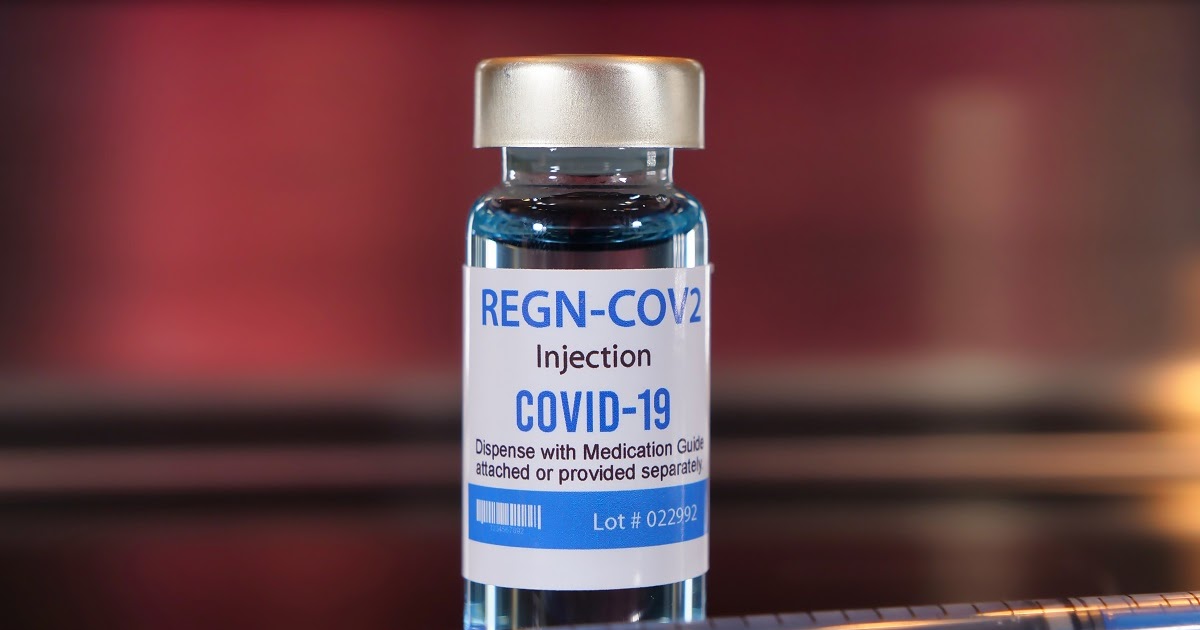 REGN-COV2
Injection
COVID-19
Dispense with Medication Guide
attached or provided separately.
Lot # 022992